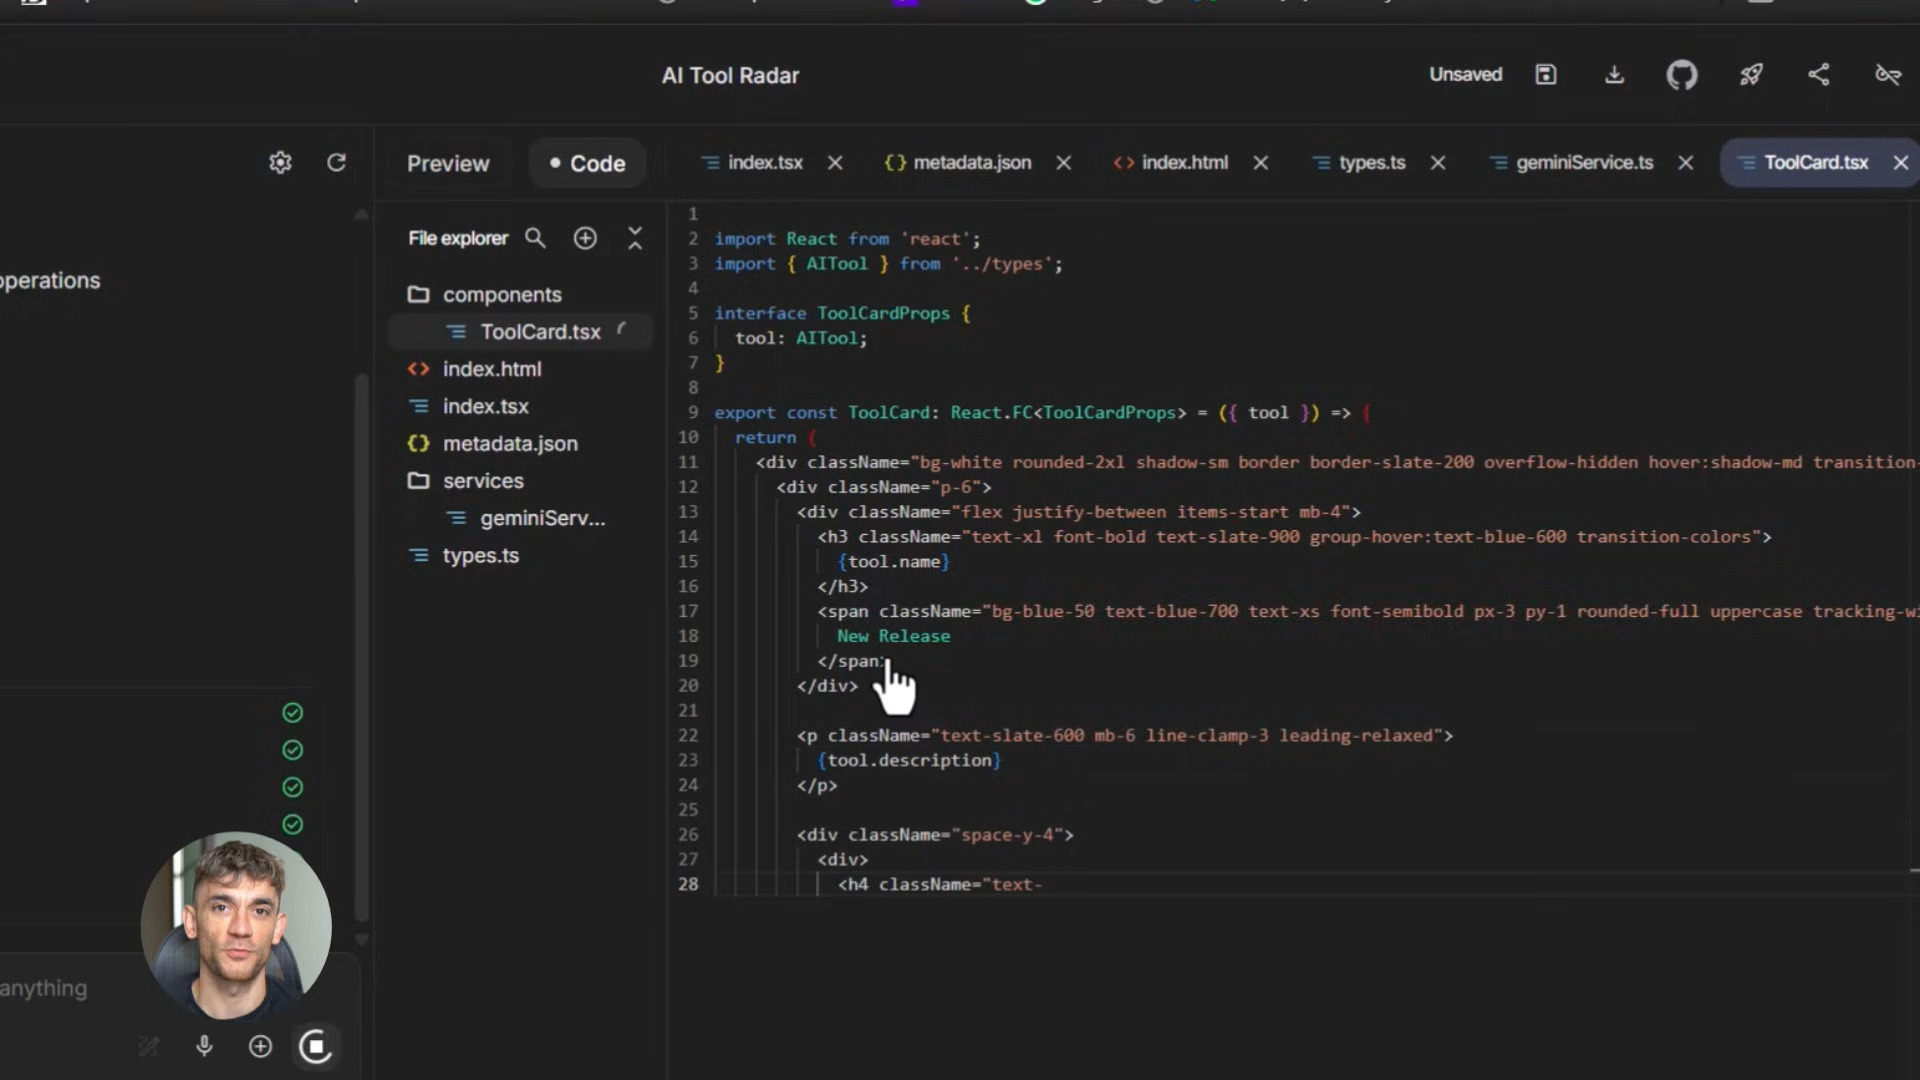 AI Tool Radar
Unsaved
Preview
Code
index.tsx
{} metadata.json
<> index.html
types.ts
geminiService.ts
ToolCard.tsx
File explorer
operations
components
ToolCard.tsx
<> index.html
index.tsx
{} metadata.json
services
geminiServ...
types.ts
anything
1
2 import React from 'react';
3 import { AITool } from '../types';
4
5 interface ToolCardProps {
6 tool: AITool;
7 }
8
9 export const ToolCard: React.FC<ToolCardProps> = ({ tool }) => {
10 return (
11 <div className="bg-white rounded-2xl shadow-sm border border-slate-200 overflow-hidden hover:shadow-md transition-
12 <div className="p-6">
13 <div className="flex justify-between items-start mb-4">
14 <h3 className="text-xl font-bold text-slate-900 group-hover:text-blue-600 transition-colors">
15 {tool.name}
16 </h3>
17 <span className="bg-blue-50 text-blue-700 text-xs font-semibold px-3 py-1 rounded-full uppercase tracking-wi
18 New Release
19 </span>
20 </div>
21
22 <p className="text-slate-600 mb-6 line-clamp-3 leading-relaxed">
23 {tool.description}
24 </p>
25
26 <div className="space-y-4">
27 <div>
28 <h4 className="text-